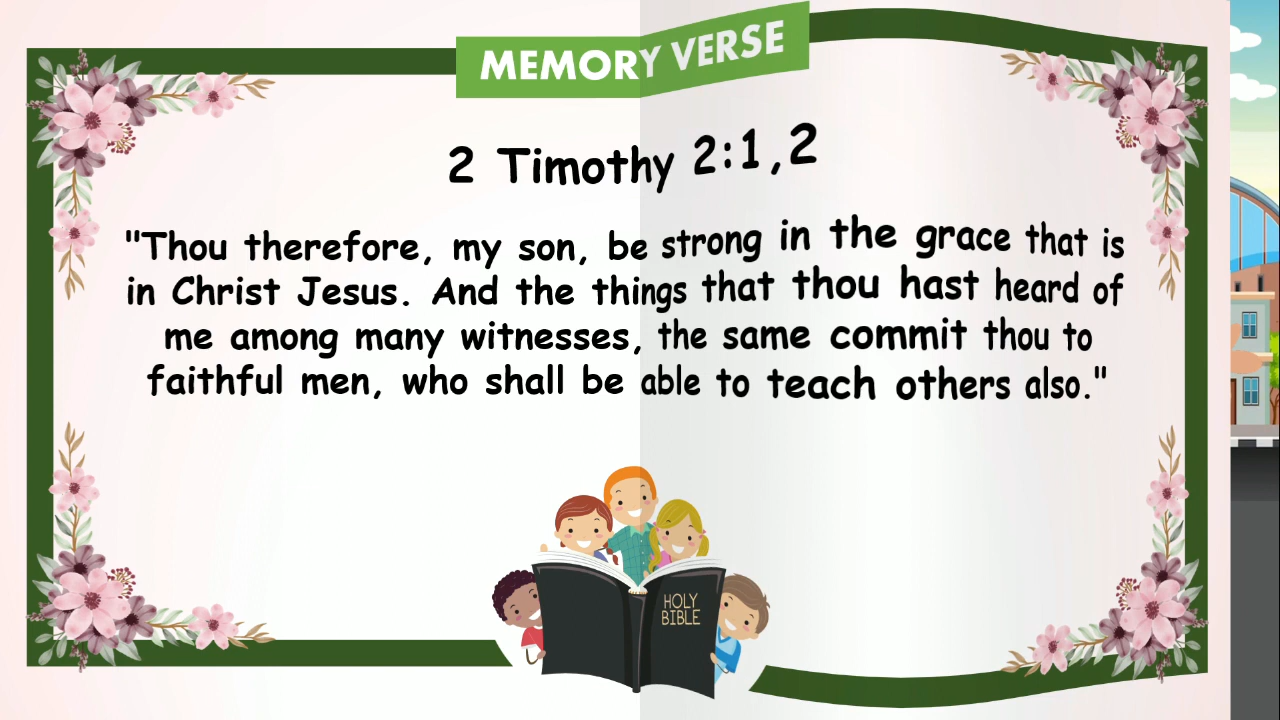 MEMORY VERSE
2 Timothy 2:1,2
"Thou therefore, my son, be strong in the grace that is
in Christ Jesus. And the things that thou hast heard of
me among many witnesses, the same commit thou to
faithful men, who shall be able to teach others also."
HOLY
BIBLE